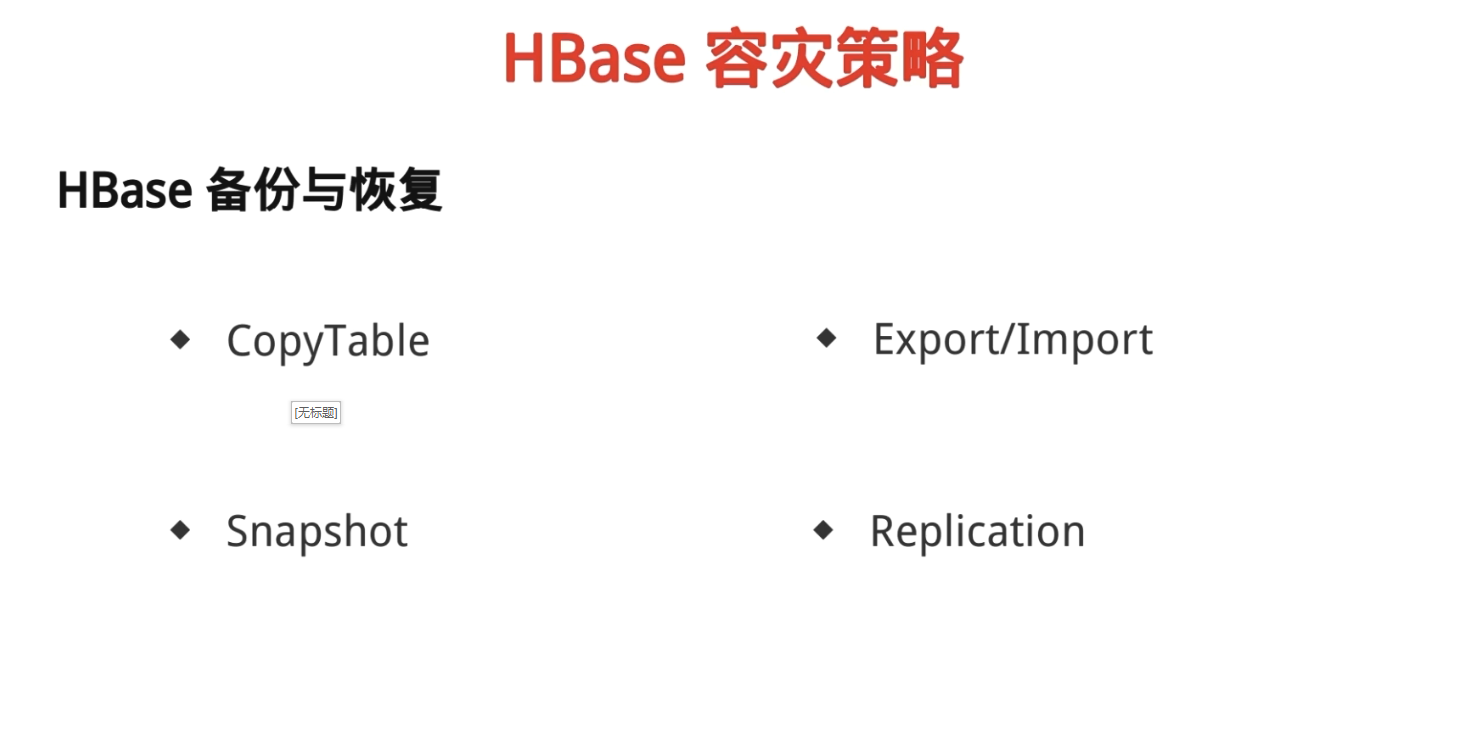 HBase 容灾策略
HBase 备份与恢复
◆ CopyTable
◆ Export/Import
[无标题]
◆ Snapshot
◆ Replication